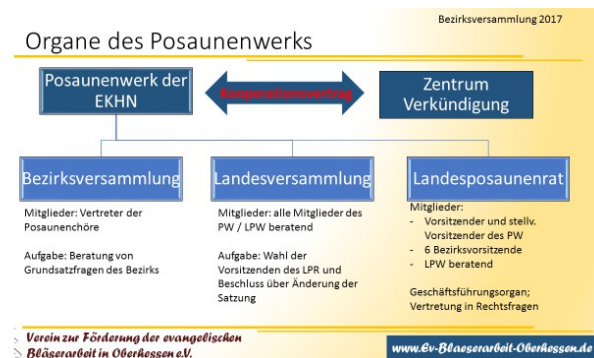 Bezirksversammlung 2017
Organe des Posaunenwerks
Posaunenwerk der
EKHN
Kooperationsvertrag
Zentrum
Verkündigung
Bezirksversammlung
Mitglieder: Vertreter der
Posaunenchöre
Aufgabe: Beratung von
Grundsatzfragen des Bezirks
Landesversammlung
Mitglieder: alle Mitglieder des
PW / LPW beratend
Aufgabe: Wahl der
Vorsitzenden des LPR und
Beschluss über Änderung der
Satzung
Landesposaunenrat
Mitglieder:
- Vorsitzender und stellv.
Vorsitzender des PW
- 6 Bezirksvorsitzende
- LPW beratend
Geschäftsführungsorgan;
Vertretung in Rechtsfragen
Verein zur Förderung der evangelischen
Bläserarbeit in Oberhessen e.V.
www.Ev-Blaeserarbeit-Oberhessen.de